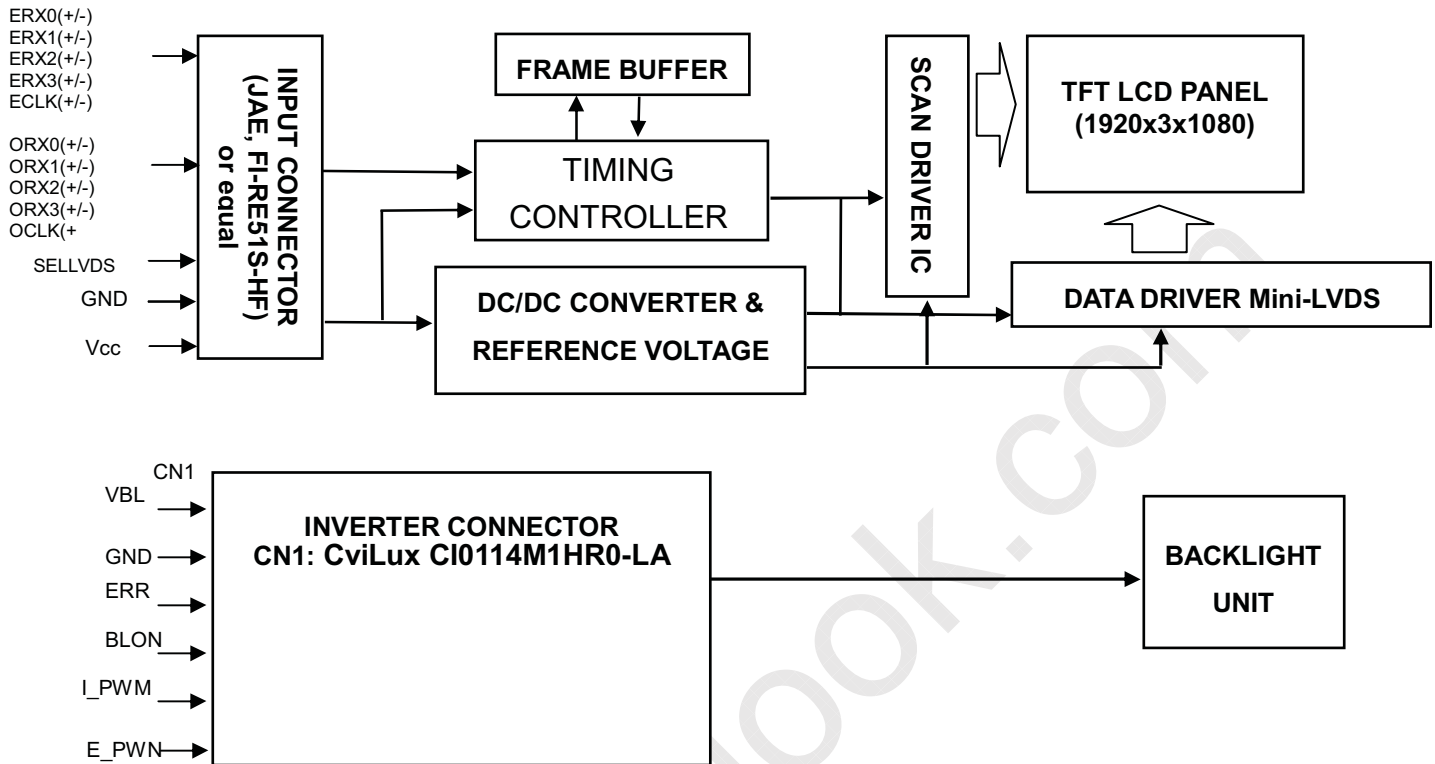 ERX0(+/-)
ERX1(+/-)
ERX2(+/-)
ERX3(+/-)
ECLK(+/-)
ORX0(+/-)
ORX1(+/-)
ORX2(+/-)
ORX3(+/-)
OCLK(+
SELLVDS
GND
Vcc
INPUT CONNECTOR
(JAE, FI-RE51S-HF)
or equal
FRAME BUFFER
TIMING
CONTROLLER
DC/DC CONVERTER &
REFERENCE VOLTAGE
SCAN DRIVER IC
TFT LCD PANEL
(1920x3x1080)
DATA DRIVER Mini-LVDS
CN1
VBL
GND
ERR
BLON
I_PWM
E_PWN
INVERTER CONNECTOR
CN1: CviLux CI0114M1HR0-LA
BACKLIGHT
UNIT
ook.com